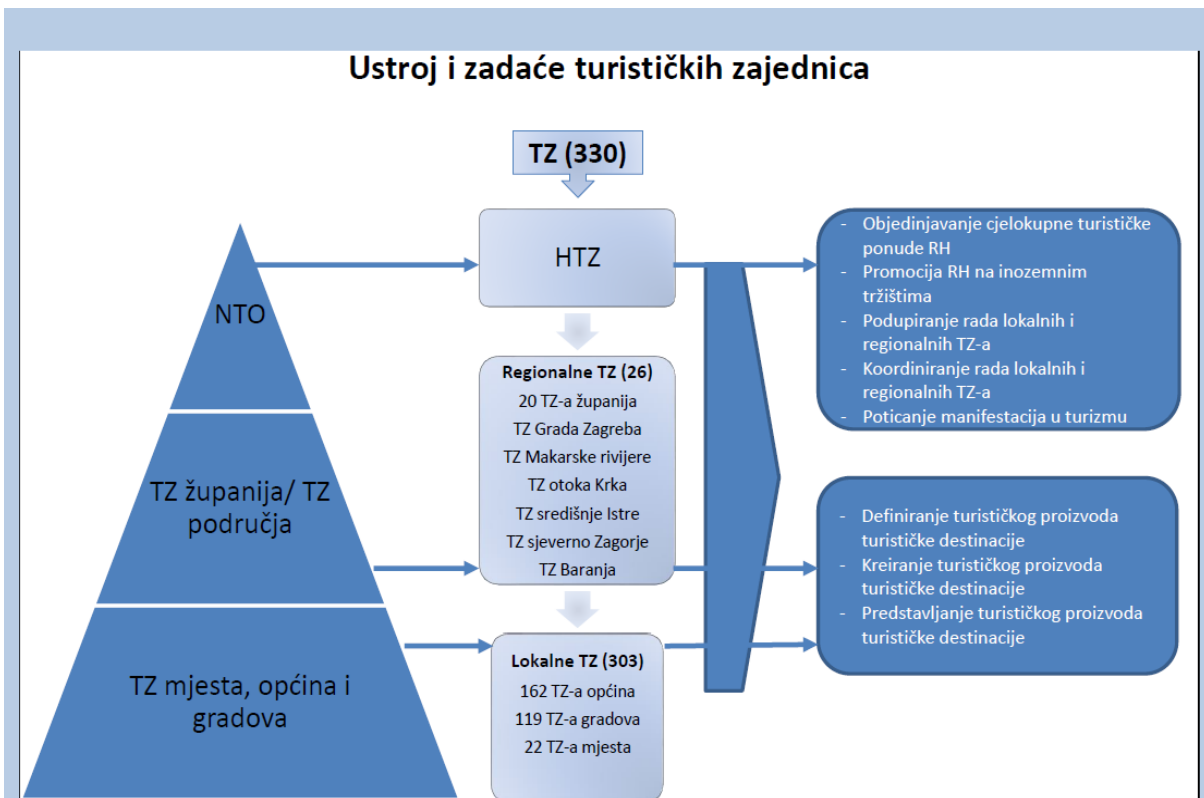 Ustroj i zadaće turističkih zajednica
TZ (330)
HTZ
NTO
TZ županija/ TZ
područja
TZ mjesta, općina i
gradova
Regionalne TZ (26)
20 TZ-a županija
TZ Grada Zagreba
TZ Makarske rivijere
TZ otoka Krka
TZ središnje Istre
TZ sjeverno Zagorje
TZ Baranja
Lokalne TZ (303)
162 TZ-a općina
119 TZ-a gradova
22 TZ-a mjesta
- Objedinjavanje cjelokupne turističke
ponude RH
- Promocija RH na inozemnim
tržištima
- Podupiranje rada lokalnih i
regionalnih TZ-a
- Koordiniranje rada lokalnih i
regionalnih TZ-a
- Poticanje manifestacija u turizmu
- Definiranje turističkog proizvoda
turističke destinacije
- Kreiranje turističkog proizvoda
turističke destinacije
- Predstavljanje turističkog proizvoda
turističke destinacije